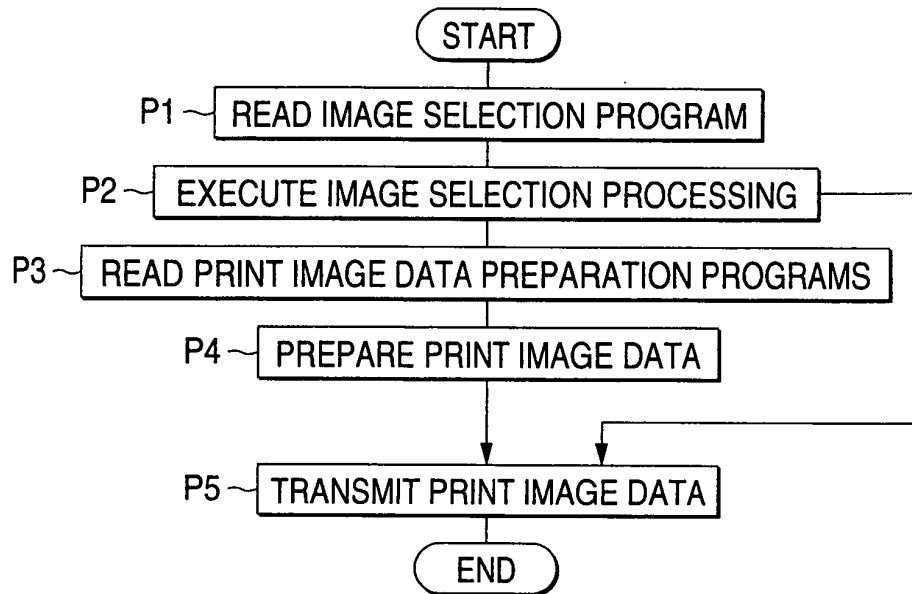 START
P1 READ IMAGE SELECTION PROGRAM
P2 EXECUTE IMAGE SELECTION PROCESSING
P3 READ PRINT IMAGE DATA PREPARATION PROGRAMS
P4 PREPARE PRINT IMAGE DATA
P5 TRANSMIT PRINT IMAGE DATA
END